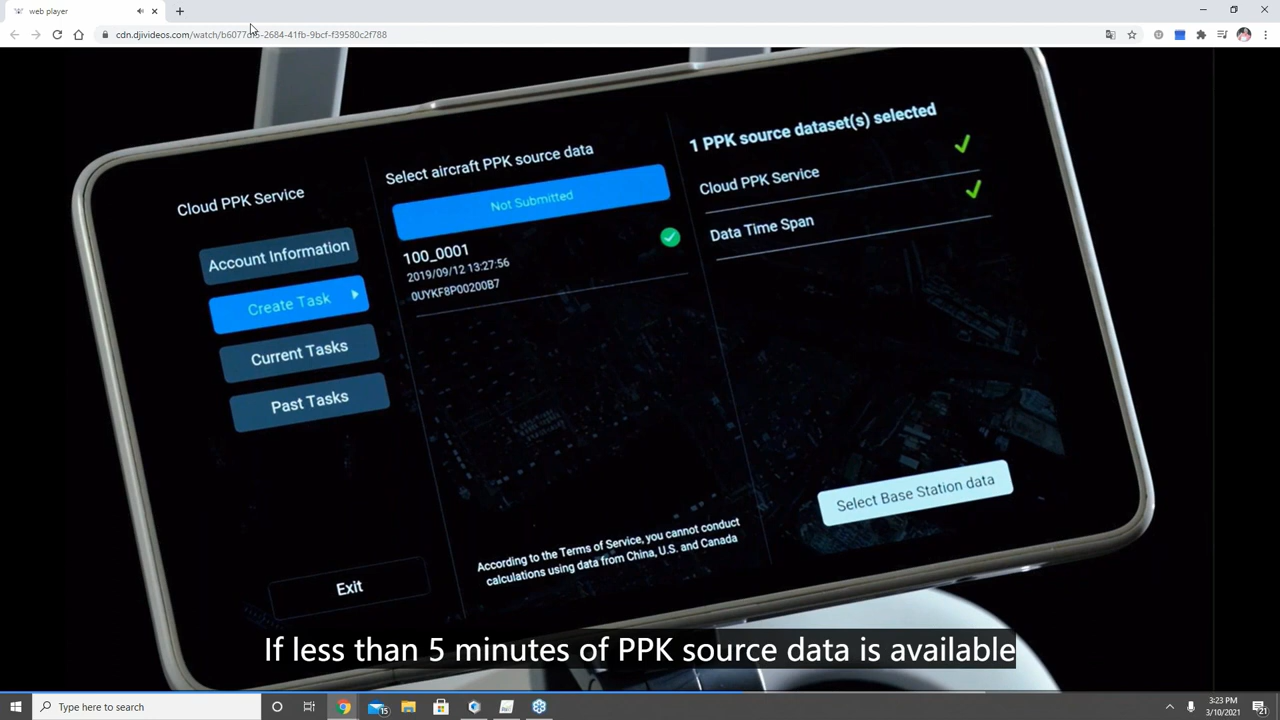 web player
cdn.djivideos.com/watch/b6077df5-2684-41fb-9bcf-f39580c2f788
Cloud PPK Service
Account Information
Create Task
Current Tasks
Past Tasks
Exit
Select aircraft PPK source data
Not Submitted
100_0001
2019/09/12 13:27:56
0UYKF8P00200B7
According to the Terms of Service, you cannot conduct
calculations using data from China, U.S. and Canada
1 PPK source dataset(s) selected
Cloud PPK Service
Data Time Span
Select Base Station data
If less than 5 minutes of PPK source data is available
Type here to search
15
3:23 PM
3/10/2021
21